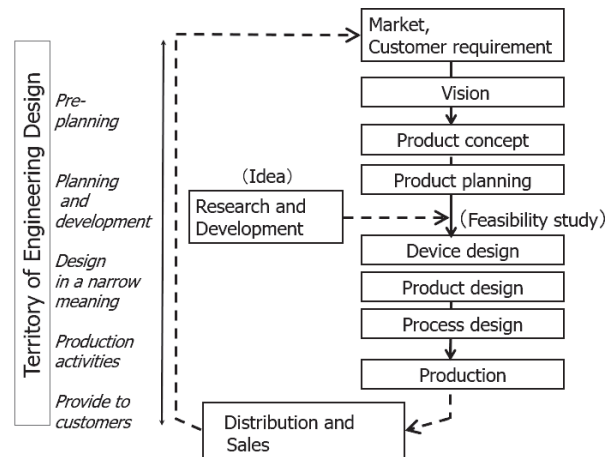 Territory of Engineering Design
Pre-
planning
Planning
and
development
Design
in a narrow
meaning
Production
activities
Provide to
customers
Market,
Customer requirement
Vision
Product concept
Product planning
(Idea)
Research and
Development
(Feasibility study)
Device design
Product design
Process design
Production
Distribution and
Sales